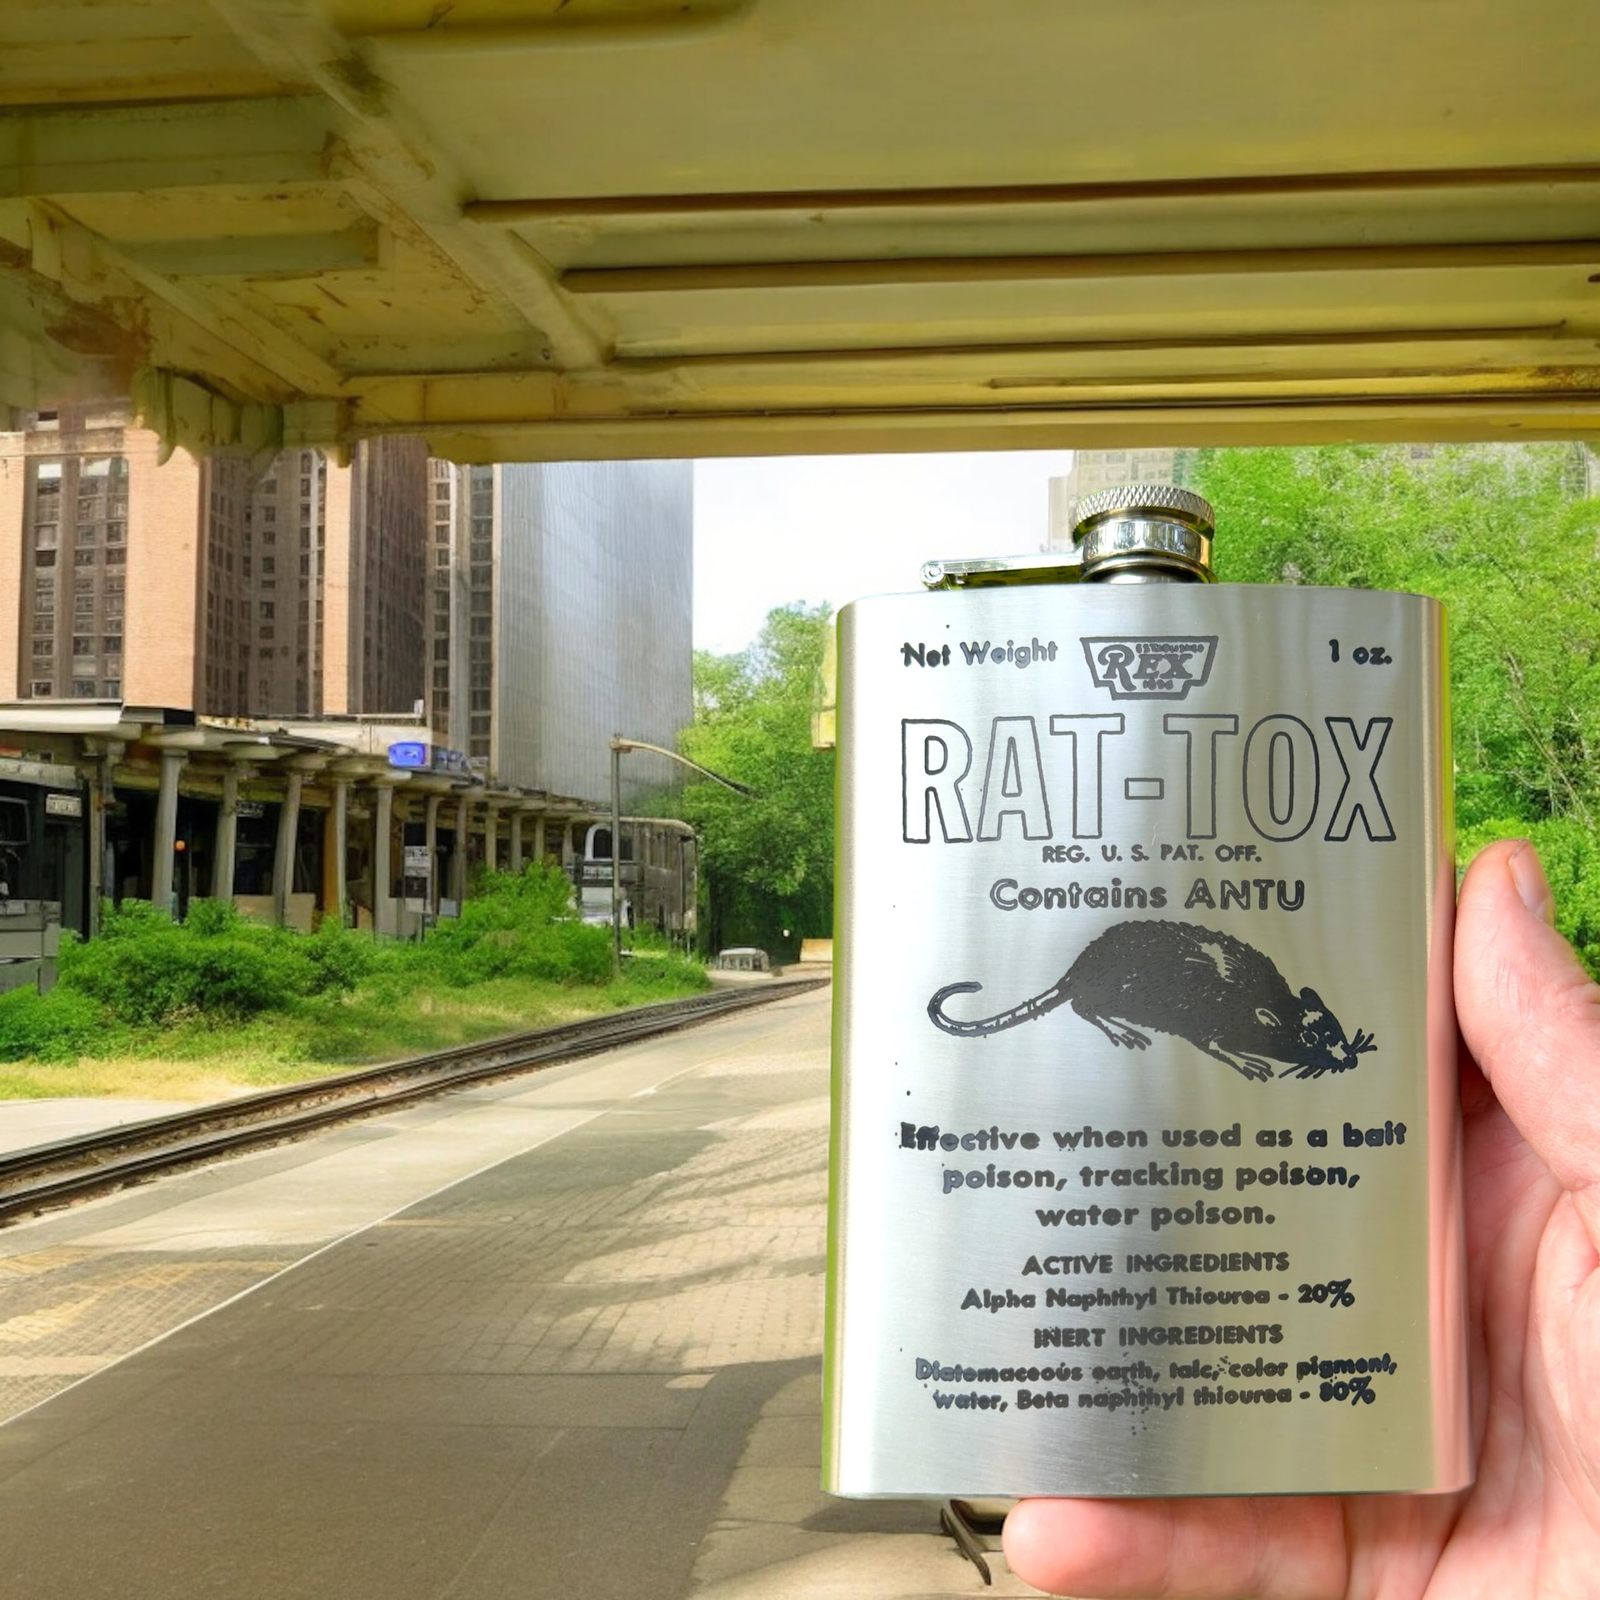 Net Weight REX 1 oz.
RAT-TOX
REG. U. S. PAT. OFF.
Contains ANTU
Effective when used as a bait
poison, tracking poison,
water poison.
ACTIVE INGREDIENTS
Alpha Naphthyl Thiourea - 20%
INERT INGREDIENTS
Diatomaceous earth, talc, color pigment,
water, Beta naphthyl thiourea - 80%